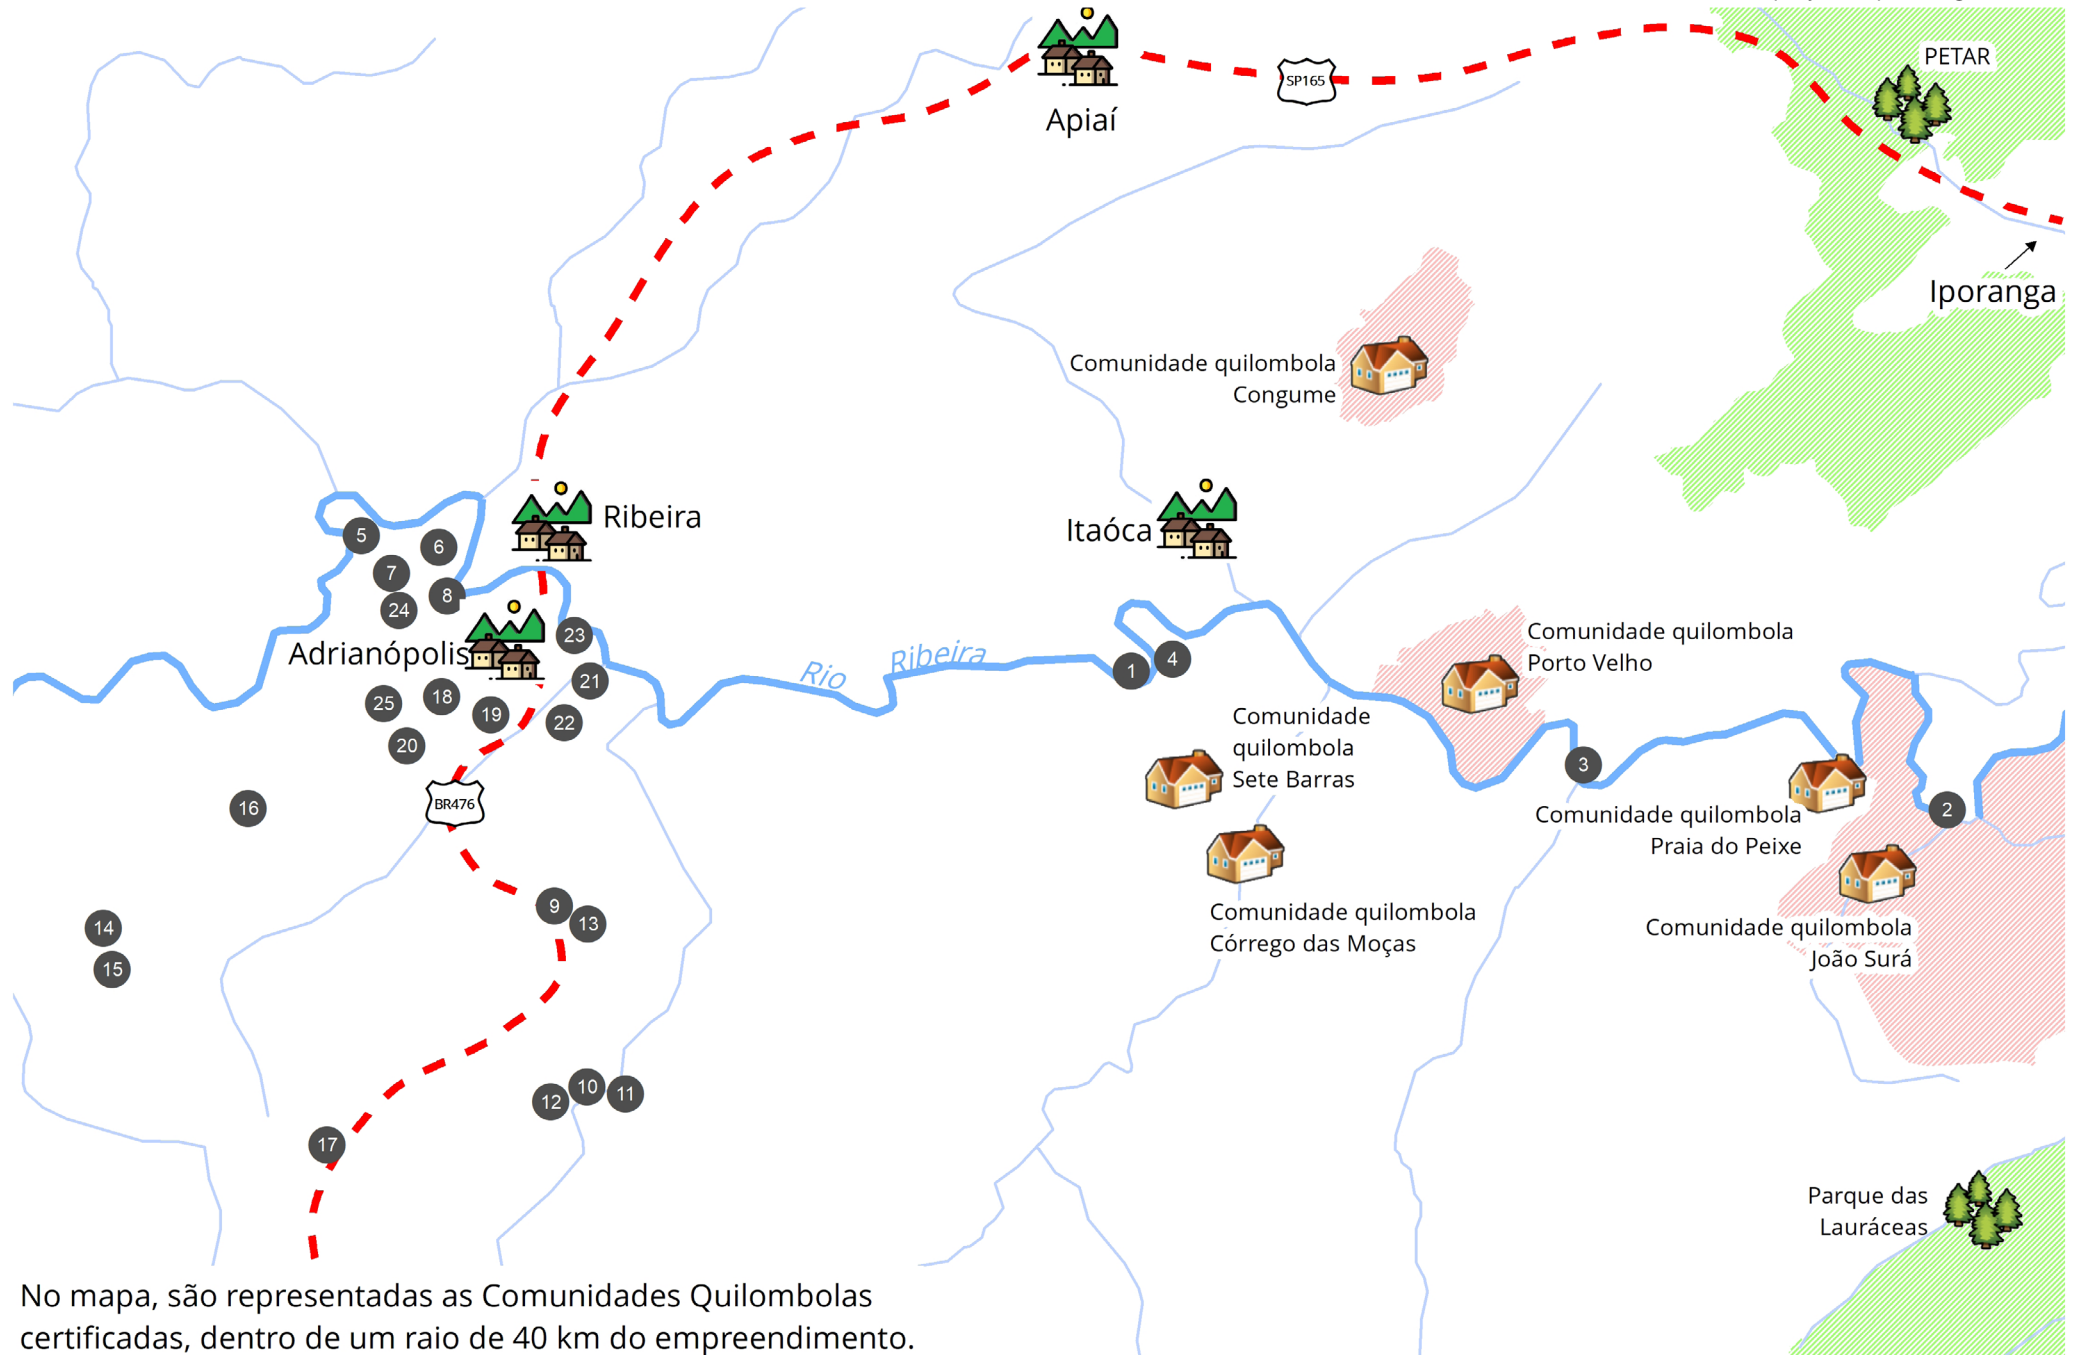 PETAR
SP165
Apiaí
Iporanga
Comunidade quilombola
Congume
Ribeira
Itaóca
5
6
7
8
24
Adrianópolis
23
Rio Ribeira
1
4
Comunidade quilombola
Porto Velho
21
25
18
19
22
20
Comunidade
quilombola
Sete Barras
3
BR476
16
Comunidade quilombola
Praia do Peixe
2
9
13
14
15
Comunidade quilombola
Córrego das Moças
Comunidade quilombola
João Surá
12
10
11
17
Parque das
Lauráceas
No mapa, são representadas as Comunidades Quilombolas
certificadas, dentro de um raio de 40 km do empreendimento.